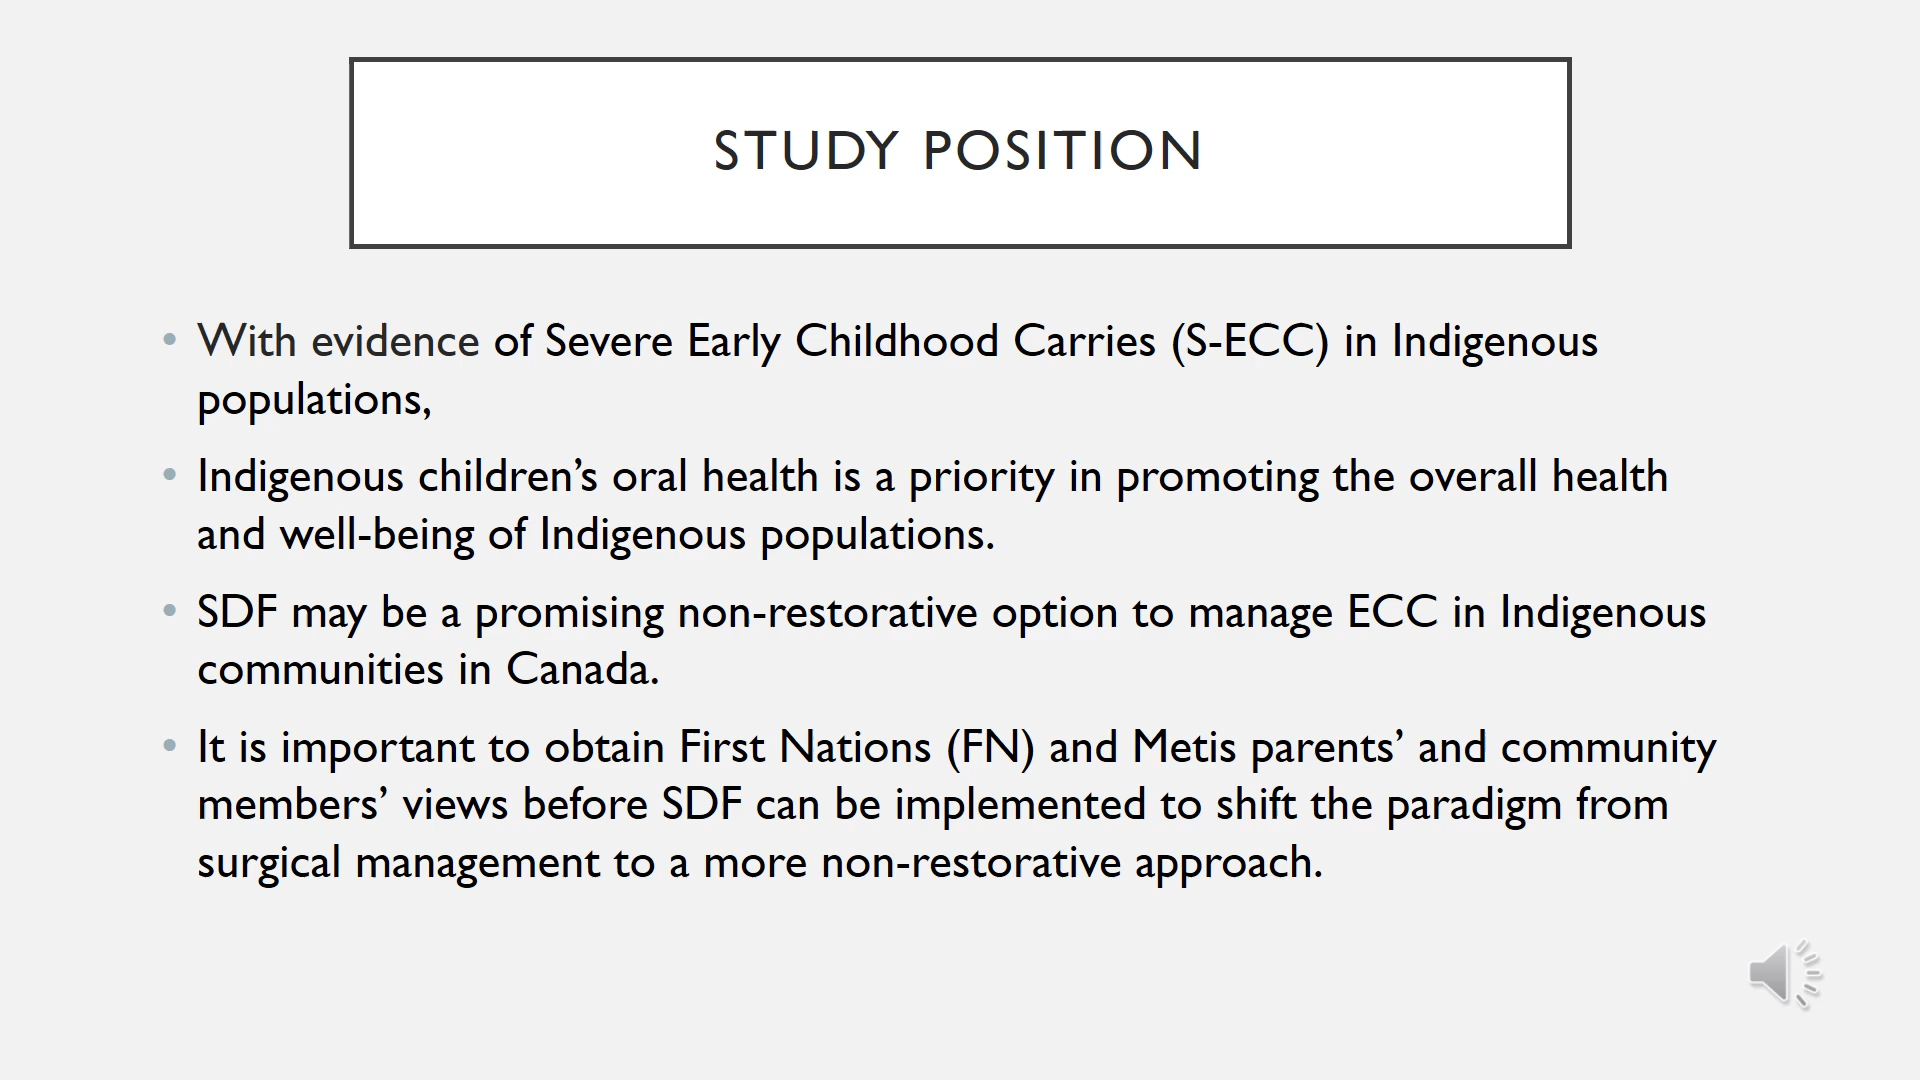 STUDY POSITION
• With evidence of Severe Early Childhood Carries (S-ECC) in Indigenous
populations,
• Indigenous children’s oral health is a priority in promoting the overall health
and well-being of Indigenous populations.
• SDF may be a promising non-restorative option to manage ECC in Indigenous
communities in Canada.
• It is important to obtain First Nations (FN) and Metis parents’ and community
members’ views before SDF can be implemented to shift the paradigm from
surgical management to a more non-restorative approach.